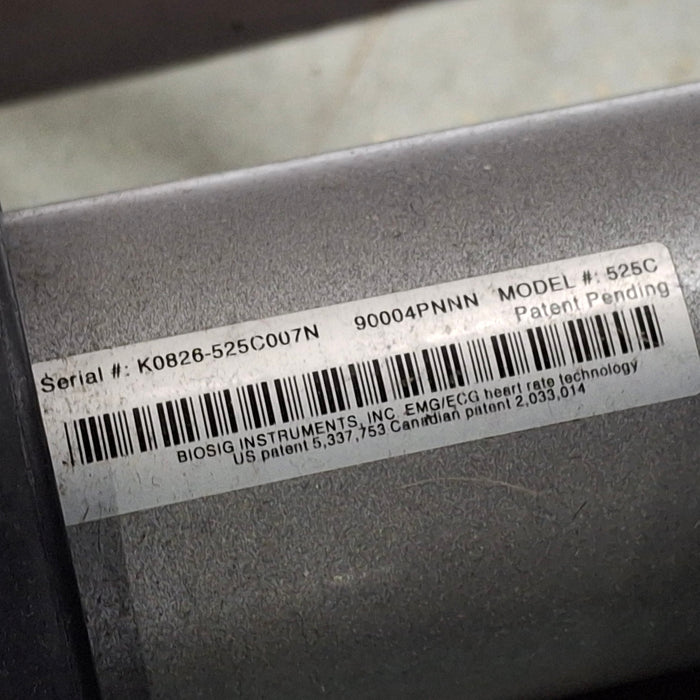 Serial #: K0826-525C007N 90004PNNN MODEL #: 525C
Patent Pending
BIOSIG INSTRUMENTS, INC. EMG/ECG heart rate technology
US patent 5,337,753 Canadian patent 2,033,014